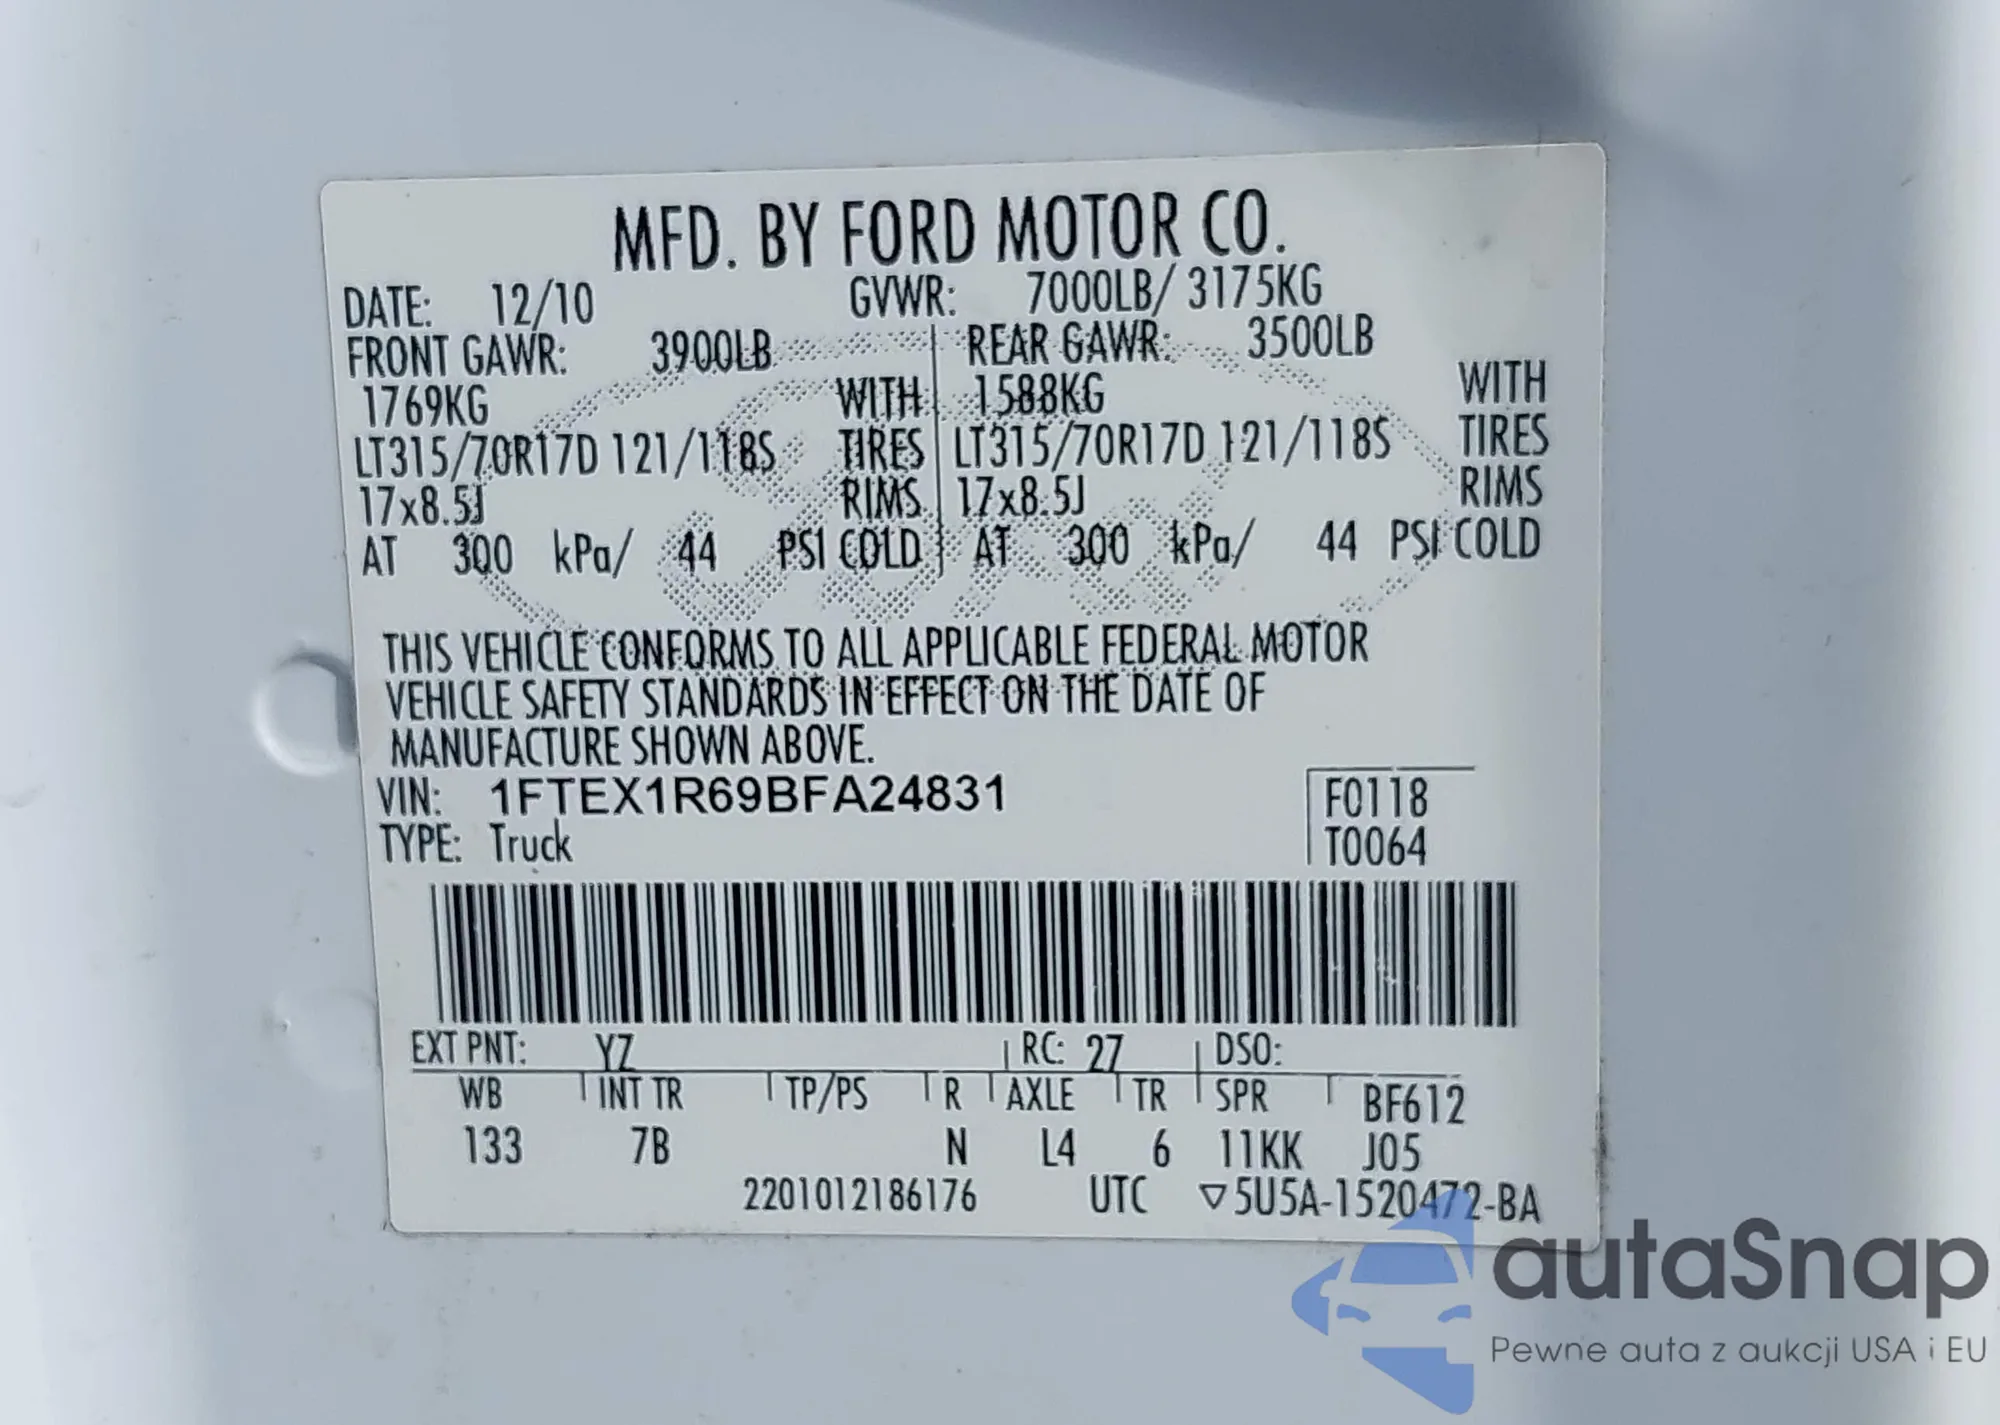 MFD. BY FORD MOTOR CO.
DATE: 12/10 GVWR: 7000LB/ 3175KG
FRONT GAWR: 3900LB REAR GAWR: 3500LB
1769KG WITH 1588KG WITH
LT315/70R17D 121/118S TIRES LT315/70R17D 121/118S TIRES
17x8.5J RIMS 17x8.5J RIMS
AT 300 kPa/ 44 PSI COLD AT 300 kPa/ 44 PSI COLD
THIS VEHICLE CONFORMS TO ALL APPLICABLE FEDERAL MOTOR
VEHICLE SAFETY STANDARDS IN EFFECT ON THE DATE OF
MANUFACTURE SHOWN ABOVE.
VIN: 1FTEX1R69BFA24831 F0118
TYPE: Truck T0064
EXT PNT: YZ RC: 27 DSO:
WB INT TR TP/PS R AXLE TR SPR BF612
133 7B N L4 6 11KK J05
2201012186176 UTC ▽5U5A-1520472-BA
autaSnap
Pewne auta z aukcji USA i EU